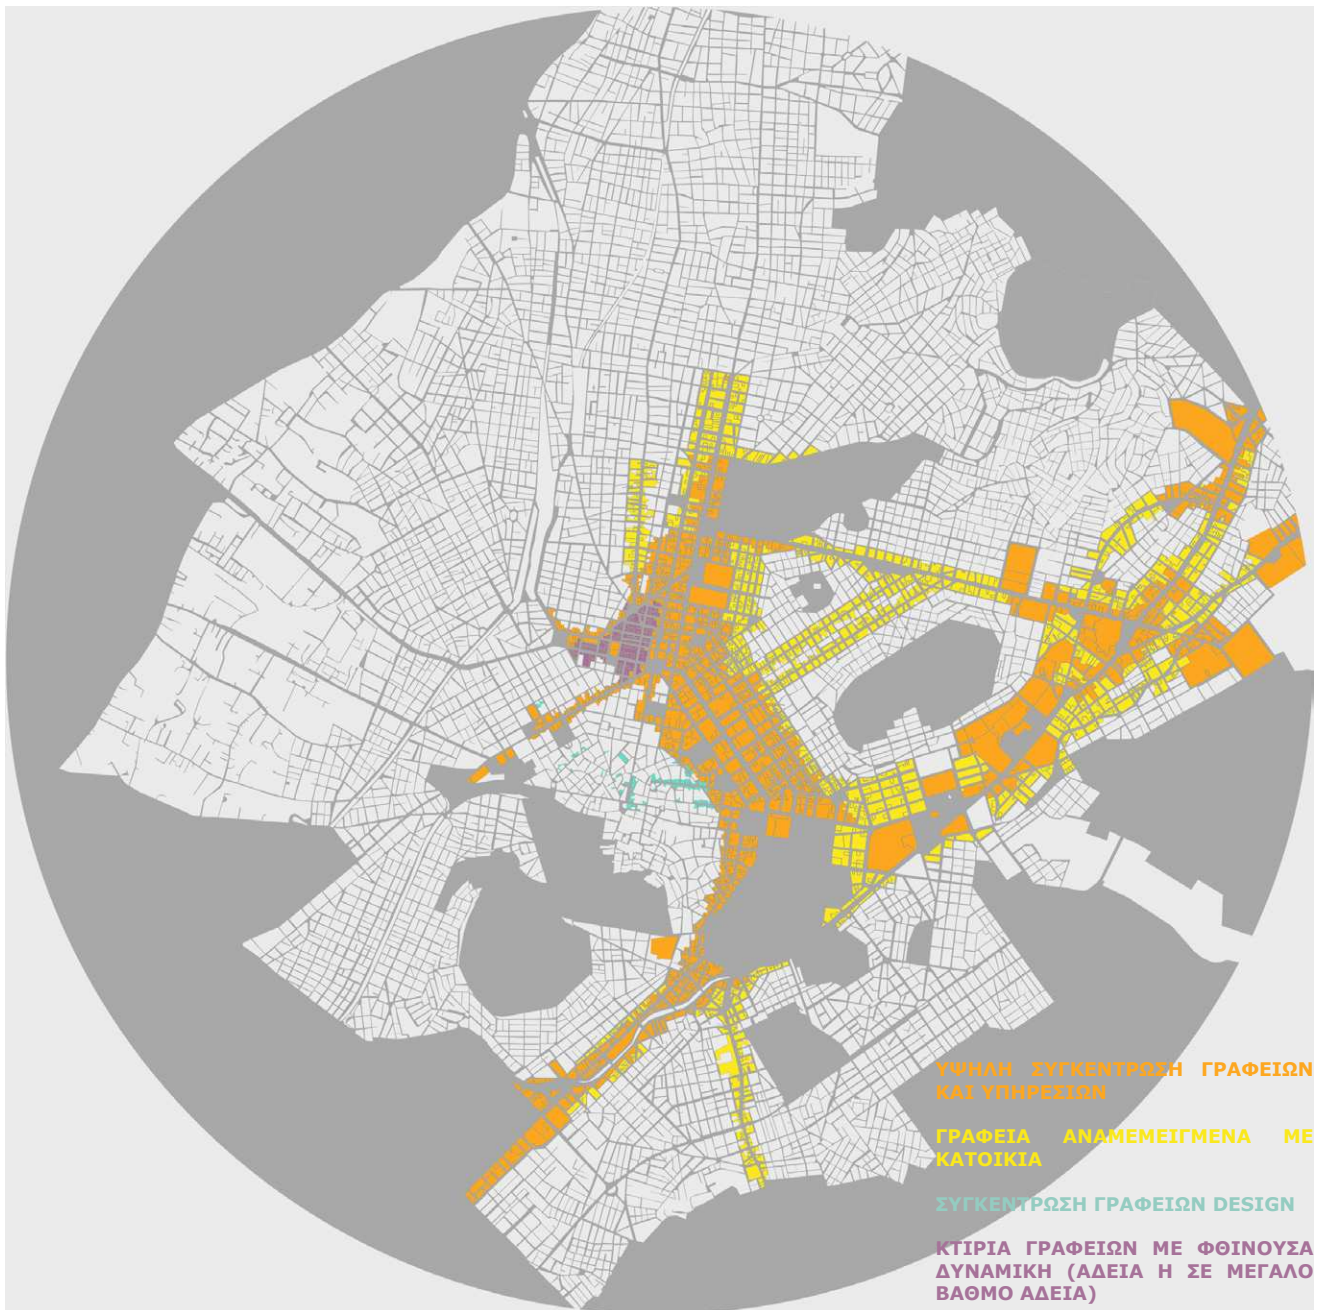 ΥΨΗΛΗ ΣΥΓΚΕΝΤΡΩΣΗ ΓΡΑΦΕΙΩΝ
ΚΑΙ ΥΠΗΡΕΣΙΩΝ
ΓΡΑΦΕΙΑ ΑΝΑΜΕΜΕΙΓΜΕΝΑ ΜΕ
ΚΑΤΟΙΚΙΑ
ΣΥΓΚΕΝΤΡΩΣΗ ΓΡΑΦΕΙΩΝ DESIGN
ΚΤΙΡΙΑ ΓΡΑΦΕΙΩΝ ΜΕ ΦΘΙΝΟΥΣΑ
ΔΥΝΑΜΙΚΗ (ΑΔΕΙΑ Η ΣΕ ΜΕΓΑΛΟ
ΒΑΘΜΟ ΑΔΕΙΑ)